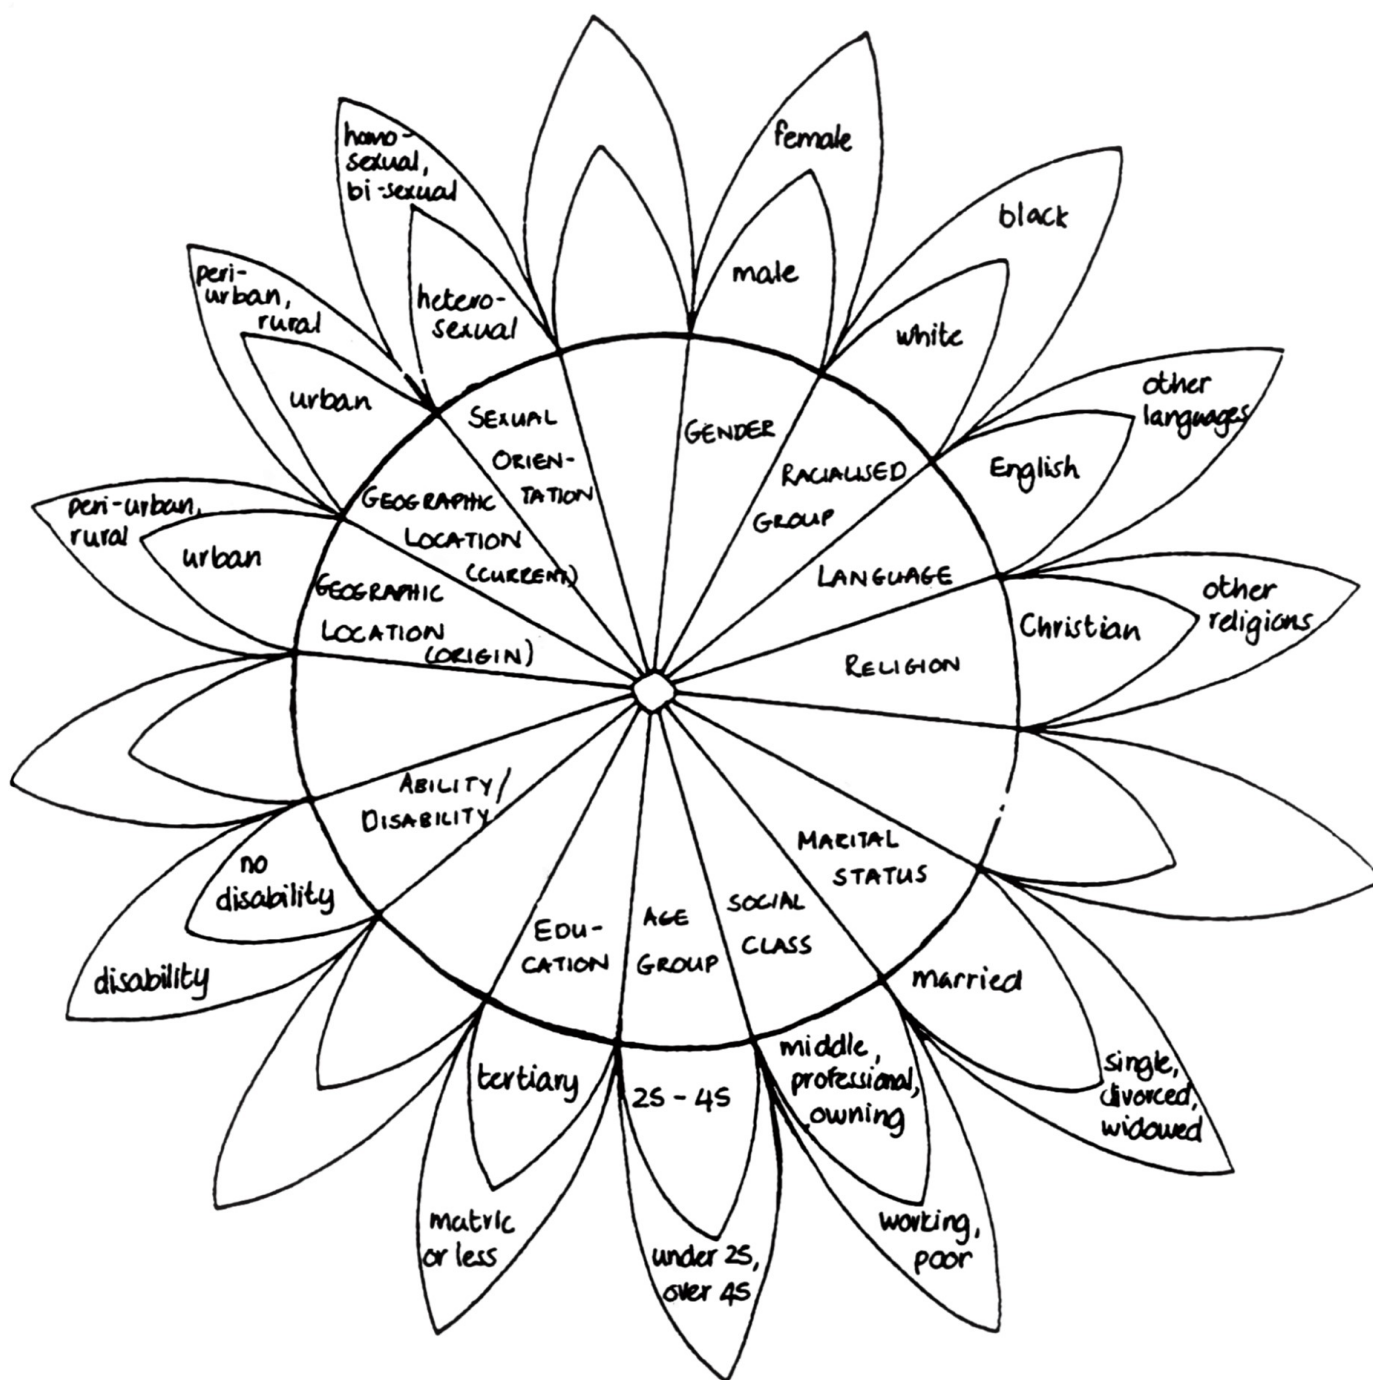 female
male
GENDER
black
white
RACIALISED
GROUP
other
languages
English
LANGUAGE
other
religions
Christian
RELIGION
MARITAL
STATUS
married
single,
divorced,
widowed
SOCIAL
CLASS
middle,
professional,
owning
working,
poor
AGE
GROUP
25-45
under 25,
over 45
EDU-
CATION
tertiary
matric
or less
ABILITY/
DISABILITY
no
disability
disability
GEOGRAPHIC
LOCATION
(ORIGIN)
urban
peri-urban,
rural
GEOGRAPHIC
LOCATION
(CURRENT)
urban
peri-
urban,
rural
SEXUAL
ORIEN-
TATION
hetero-
sexual
homo-
sexual,
bi-sexual